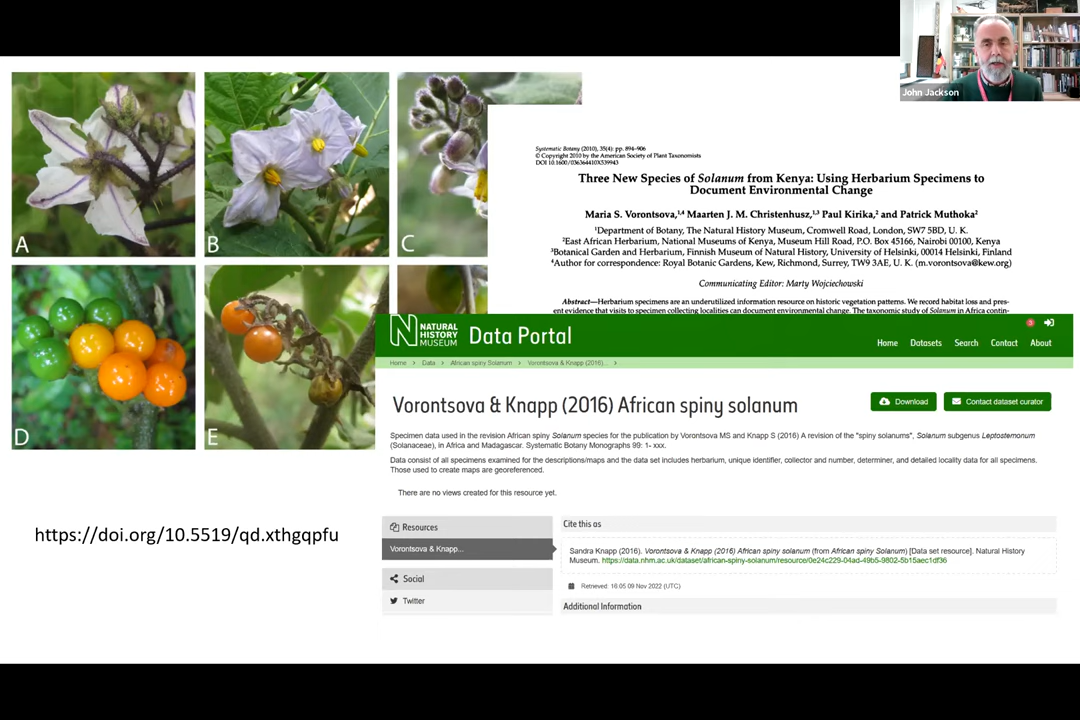 John Jackson
A
B
C
D
E
Systematic Botany (2010), 35(4): pp. 894–906
© Copyright 2010 by the American Society of Plant Taxonomists
DOI 10.1600/036364410X539943
Three New Species of Solanum from Kenya: Using Herbarium Specimens to
Document Environmental Change
Maria S. Vorontsova,1,4 Maarten J. M. Christenhusz,1,3 Paul Kirika,2 and Patrick Muthoka2
1Department of Botany, The Natural History Museum, Cromwell Road, London, SW7 5BD, U. K.
2East African Herbarium, National Museums of Kenya, Museum Hill Road, P.O. Box 45166, Nairobi 00100, Kenya
3Botanical Garden and Herbarium, Finnish Museum of Natural History, University of Helsinki, 00014 Helsinki, Finland
4Author for correspondence: Royal Botanic Gardens, Kew, Richmond, Surrey, TW9 3AE, U. K. (m.vorontsova@kew.org)
Communicating Editor: Marty Wojciechowski
Abstract—Herbarium specimens are an underutilized information resource on historic vegetation patterns. We record habitat loss and pres-
ent evidence that visits to specimen collecting localities can document environmental change. The taxonomic study of Solanum in Africa contin-
N NATURAL
HISTORY
MUSEUM
Data Portal
3
Home Datasets Search Contact About
Home > Data > African spiny Solanum > Vorontsova & Knapp (2016)... >
Vorontsova & Knapp (2016) African spiny solanum
Download
Contact dataset curator
Specimen data used in the revision African spiny Solanum species for the publication by Vorontsova MS and Knapp S (2016) A revision of the "spiny solanums", Solanum subgenus Leptostemonum
(Solanaceae), in Africa and Madagascar. Systematic Botany Monographs 99: 1- xxx.
Data consist of all specimens examined for the descriptions/maps and the data set includes herbarium, unique identifier, collector and number, determiner, and detailed locality data for all specimens.
Those used to create maps are georeferenced.
There are no views created for this resource yet.
https://doi.org/10.5519/qd.xthgqpfu
Resources
Vorontsova & Knapp...
Social
Twitter
Cite this as
Sandra Knapp (2016). Vorontsova & Knapp (2016) African spiny solanum (from African spiny Solanum) [Data set resource]. Natural History
Museum. https://data.nhm.ac.uk/dataset/african-spiny-solanum/resource/0e24c229-04ad-49b5-9802-5b15aec1df36
Retrieved: 16:05 09 Nov 2022 (UTC)
Additional Information